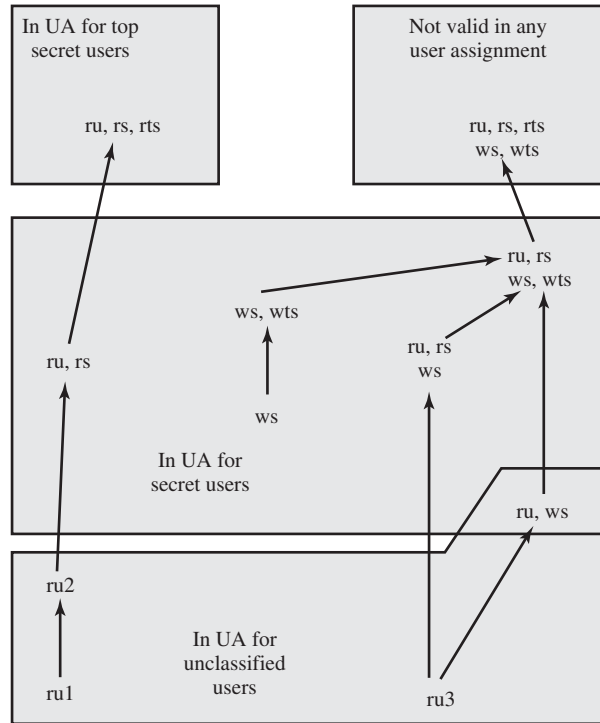 In UA for top
secret users
ru, rs, rts
Not valid in any
user assignment
ru, rs, rts
ws, wts
ru, rs
ws, wts
ws, wts
ru, rs
ru, rs
ws
ws
In UA for
secret users
ru, ws
ru2
In UA for
unclassified
users
ru1
ru3